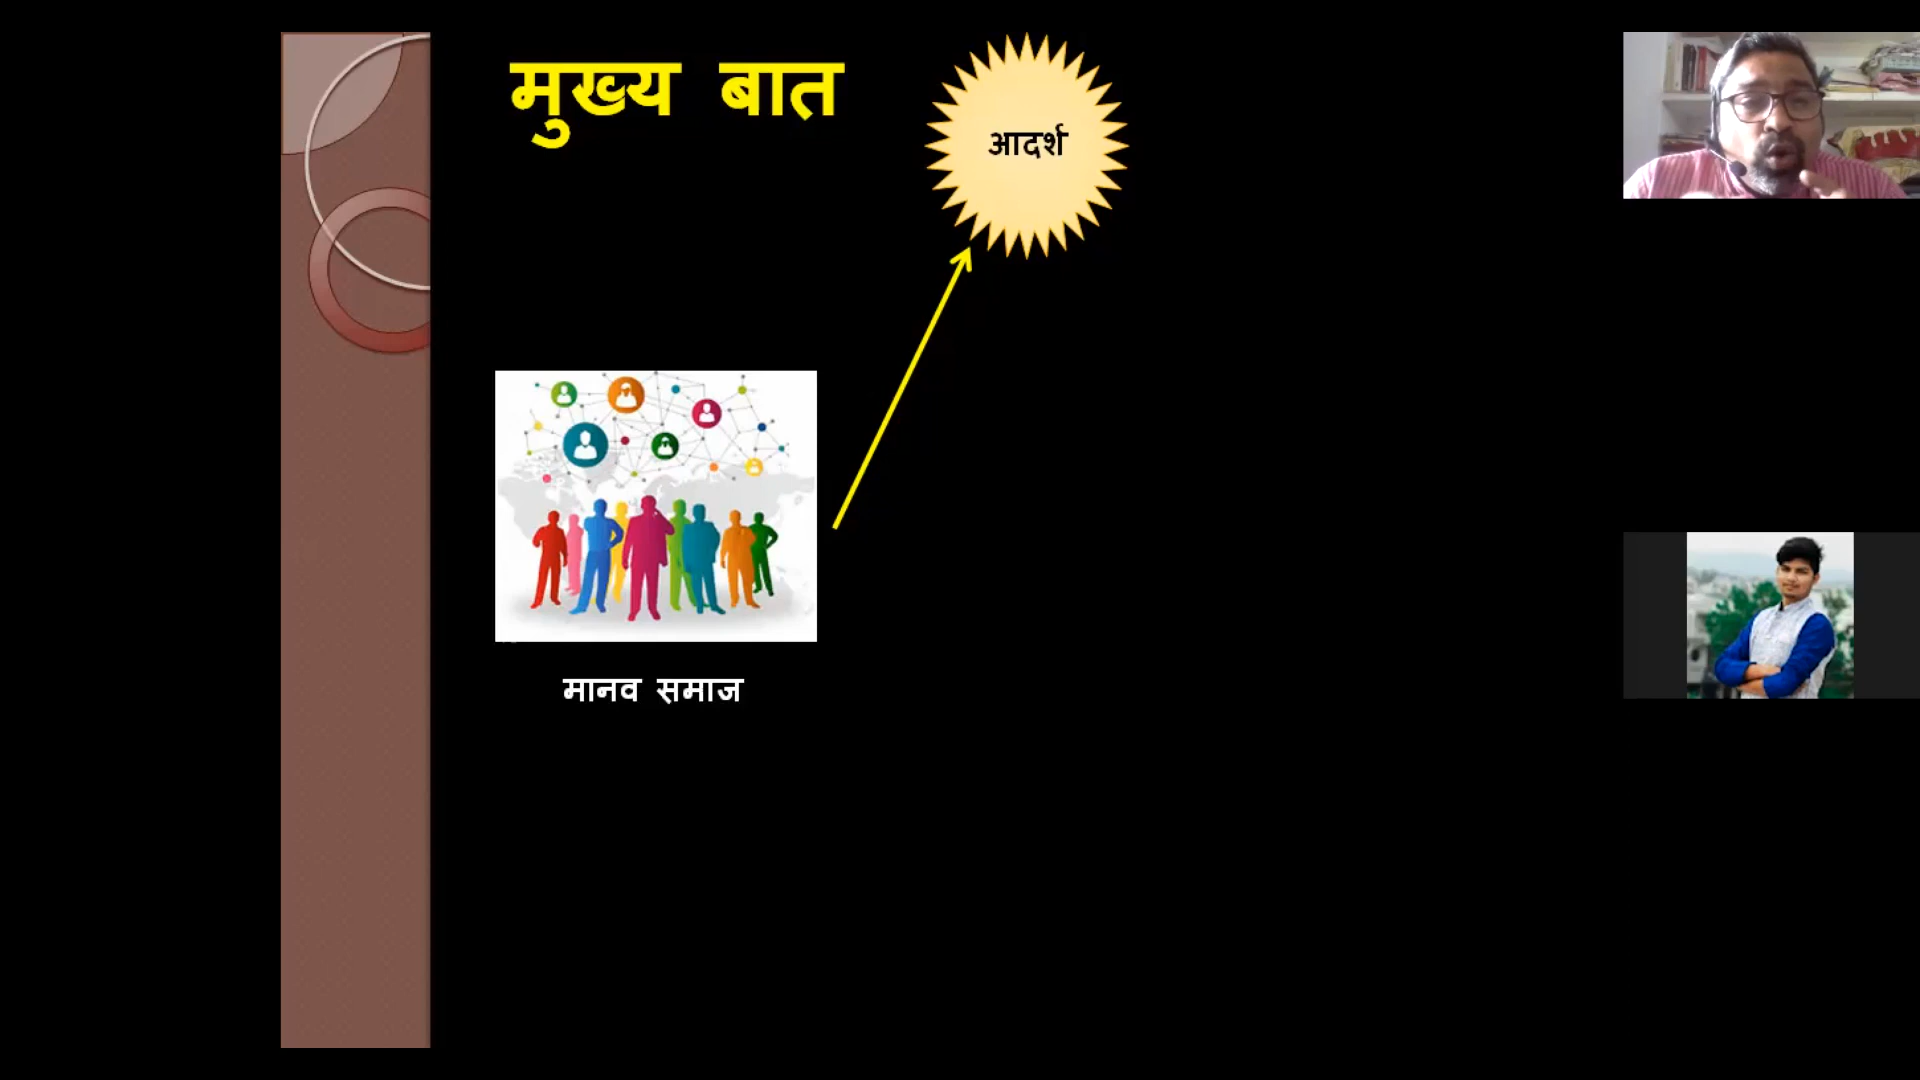 मुख्य बात
आदर्श
मानव समाज